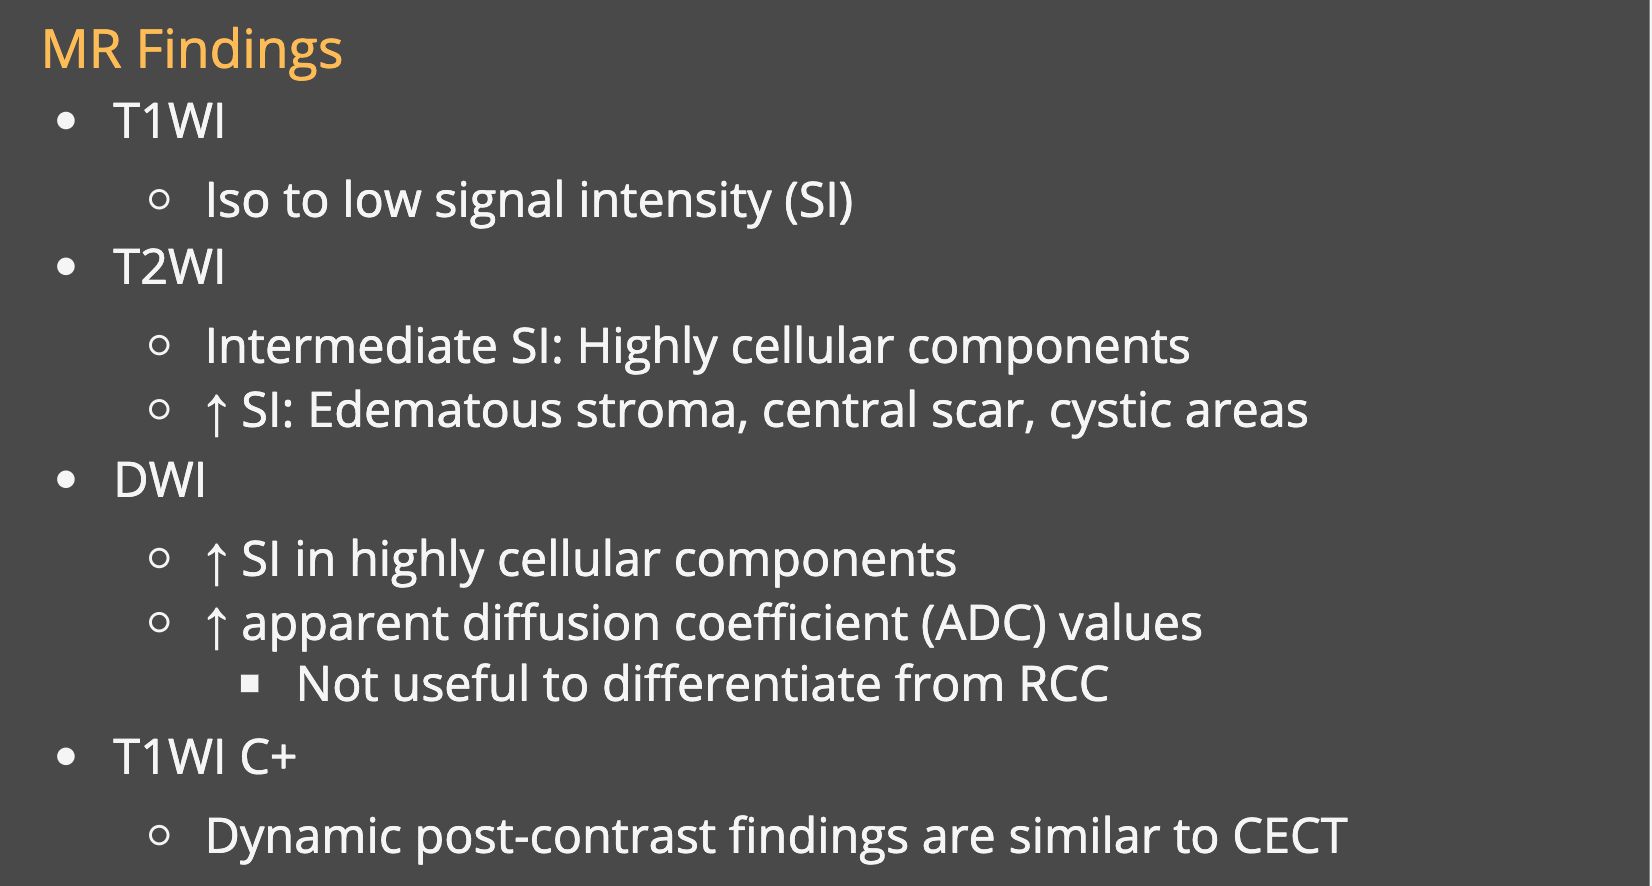 MR Findings
• T1WI
○ Iso to low signal intensity (SI)
• T2WI
○ Intermediate SI: Highly cellular components
○ ↑ SI: Edematous stroma, central scar, cystic areas
• DWI
○ ↑ SI in highly cellular components
○ ↑ apparent diffusion coefficient (ADC) values
▪ Not useful to differentiate from RCC
• T1WI C+
○ Dynamic post-contrast findings are similar to CECT